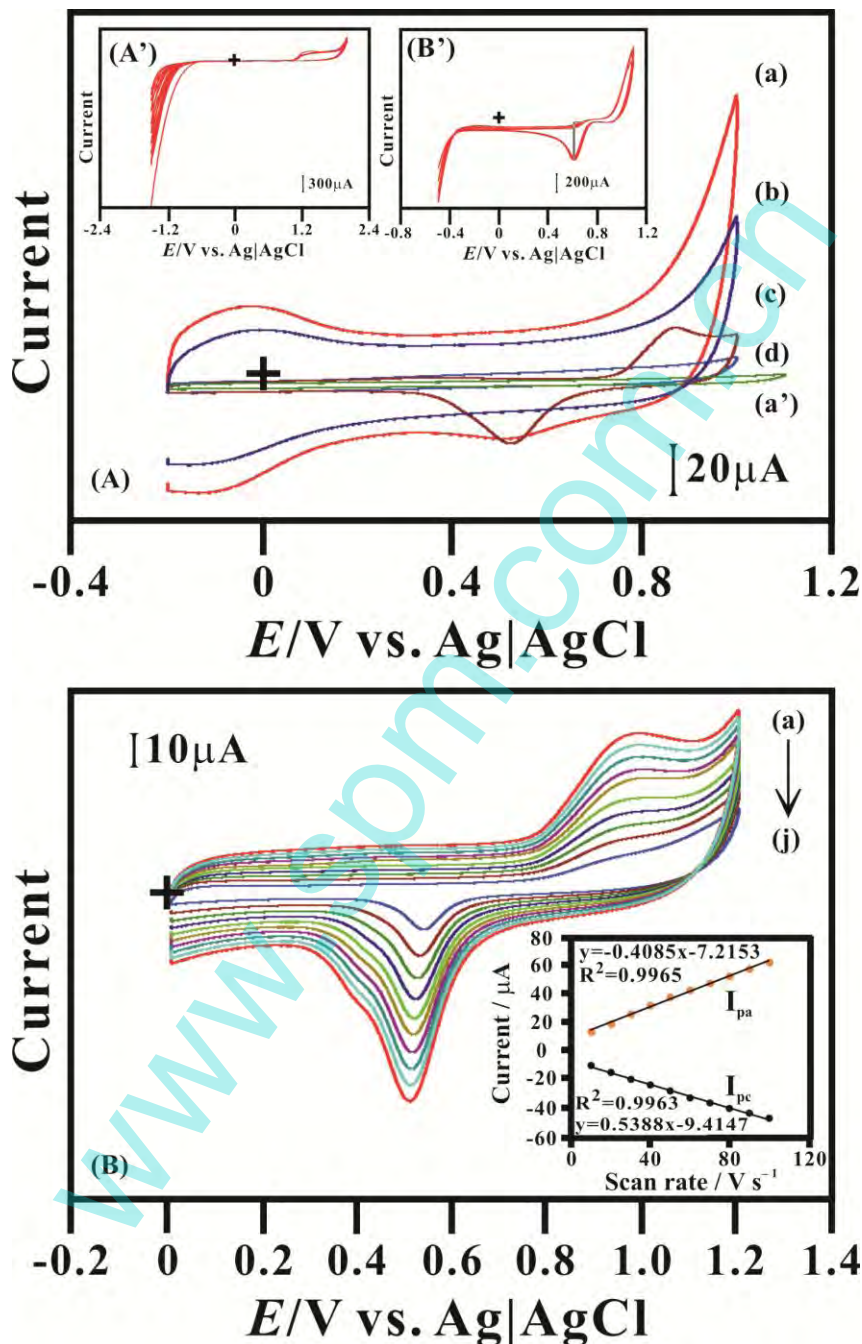 (A')
Current
300μA
-2.4 -1.2 0 1.2 2.4
E/V vs. Ag|AgCl
(B')
Current
200μA
-0.8 -0.4 0 0.4 0.8 1.2
E/V vs. Ag|AgCl
(a)
(b)
(c)
(d)
(a')
Current
20μA
(A)
-0.4 0 0.4 0.8 1.2
E/V vs. Ag|AgCl
10μA
(a)
(j)
Current
(B)
80
60
40
20
0
-20
-40
-60
Current / μA
y=-0.4085x-7.2153
R²=0.9965
Ipa
Ipc
R²=0.9963
y=0.5388x-9.4147
0 40 80 120
Scan rate / V s⁻¹
-0.2 0 0.2 0.4 0.6 0.8 1.0 1.2 1.4
E/V vs. Ag|AgCl
www.spm.com.cn